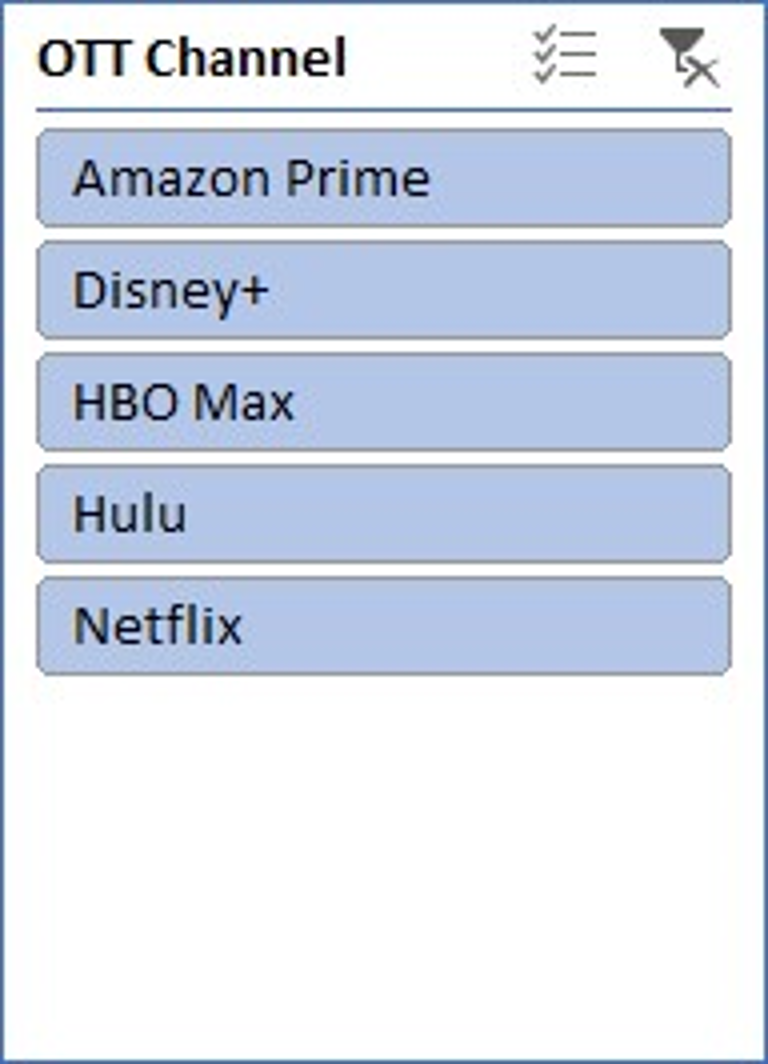 OTT Channel
Amazon Prime
Disney+
HBO Max
Hulu
Netflix